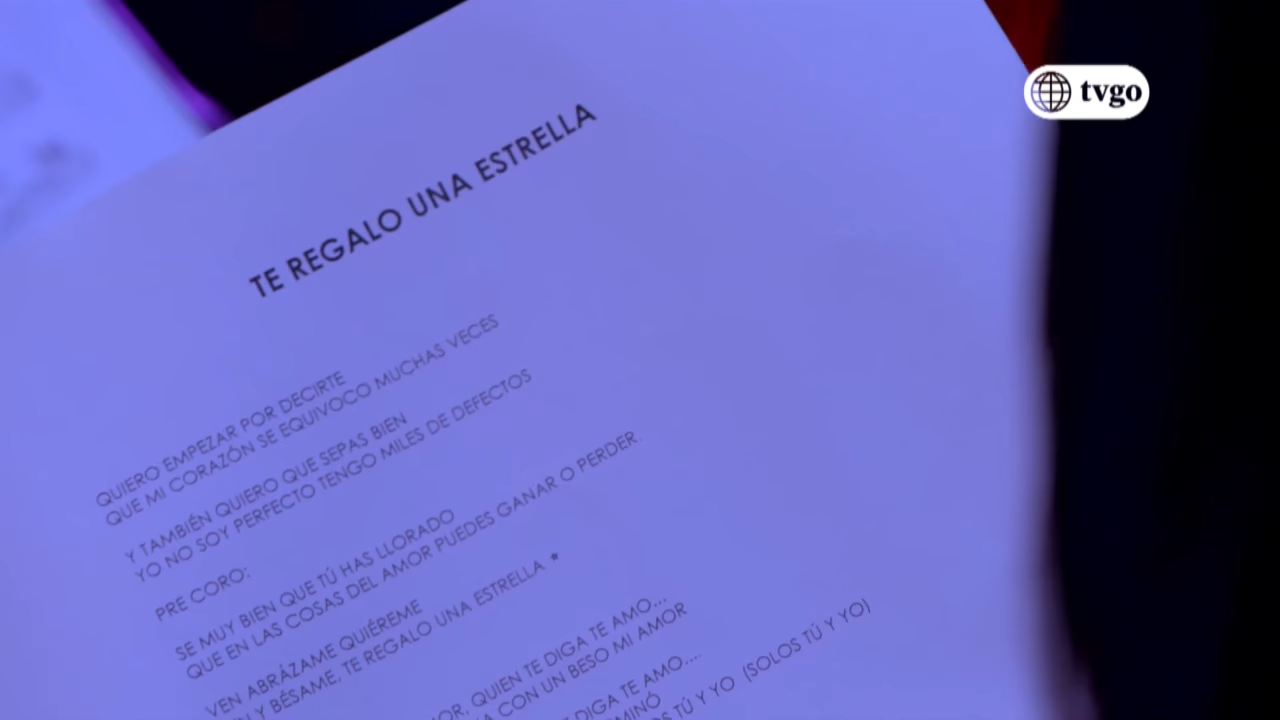 tvgo
TE REGALO UNA ESTRELLA
QUIERO EMPEZAR POR DECIRTE
QUE MI CORAZÓN SE EQUIVOCO MUCHAS VECES
Y TAMBIÉN QUIERO QUE SEPAS BIEN
YO NO SOY PERFECTO TENGO MILES DE DEFECTOS
PRE CORO:
SE MUY BIEN QUE TÚ HAS LLORADO
QUE EN LAS COSAS DEL AMOR PUEDES GANAR O PERDER.
VEN ABRÁZAME QUIÉREME
Y BÉSAME, TE REGALO UNA ESTRELLA *
QUIEN TE DIGA TE AMO...
CON UN BESO MI AMOR
DIGA TE AMO....
TÚ Y YO (SOLOS TÚ Y YO)